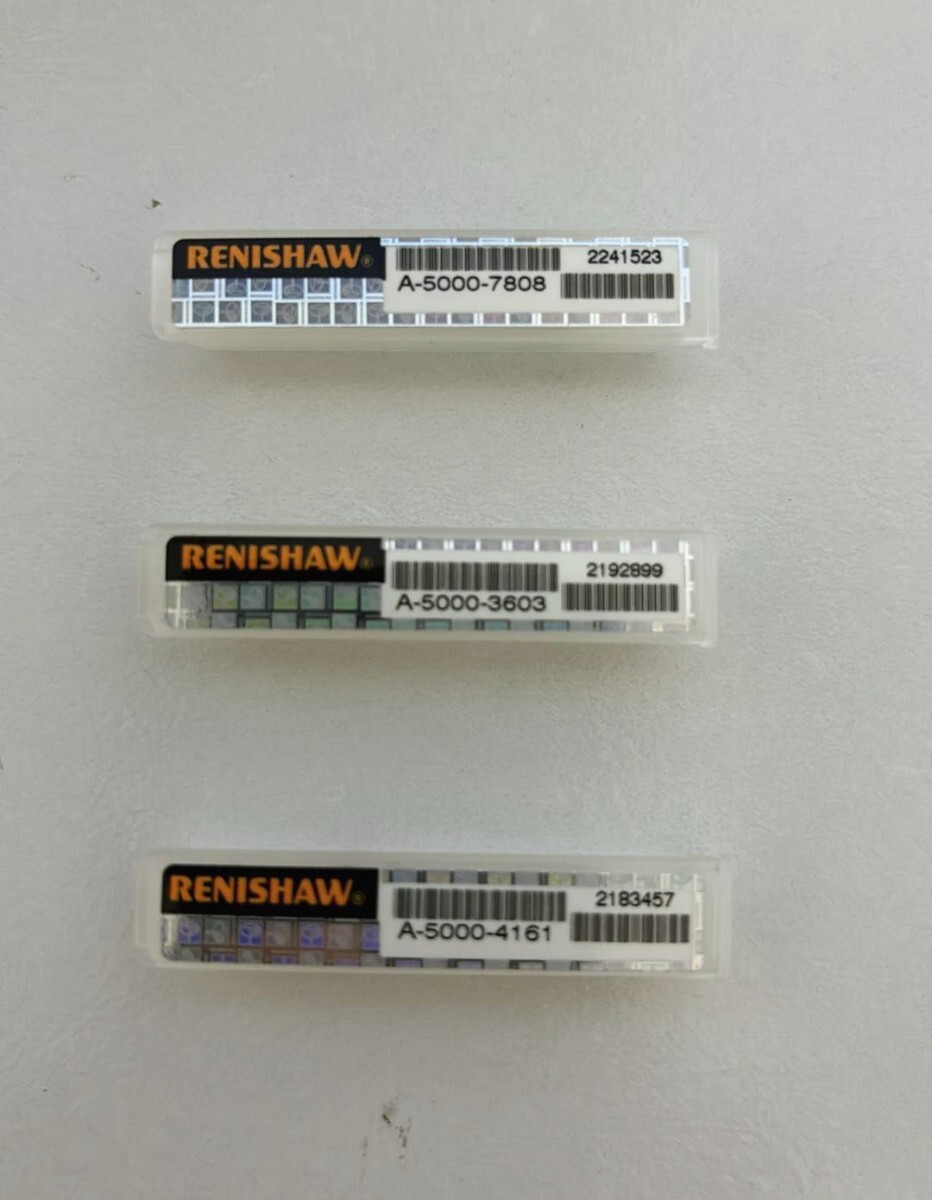 RENISHAW®
2241523
A-5000-7808
RENISHAW®
2192899
A-5000-3603
RENISHAW®
2183457
A-5000-4161